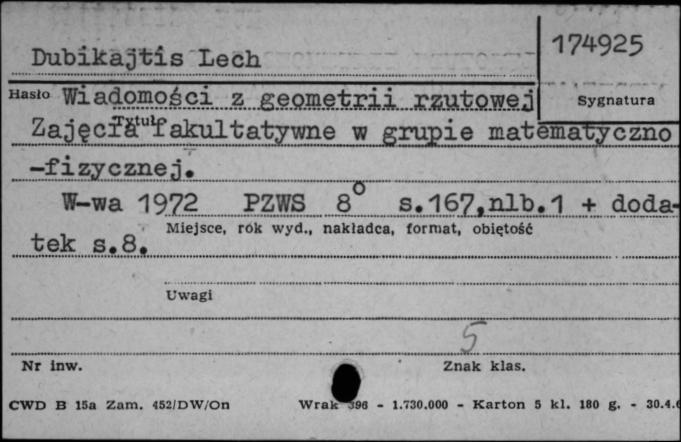 Dubikajtis Lech
174925
Hasło
Wiadomości z geometrii rzutowej
Sygnatura
Tytuł
Zajęcia fakultatywne w grupie matematyczno
-fizycznej.
W-wa 1972 PZWS 8° s.167,nlb.1 + doda-
Miejsce, rok wyd., nakładca, format, objętość
tek s.8.
Uwagi
5
Nr inw.
Znak klas.
CWD B 15a Zam. 452/DW/On
Wrak 396 - 1.730.000 - Karton 5 kl. 180 g. - 30.4.6